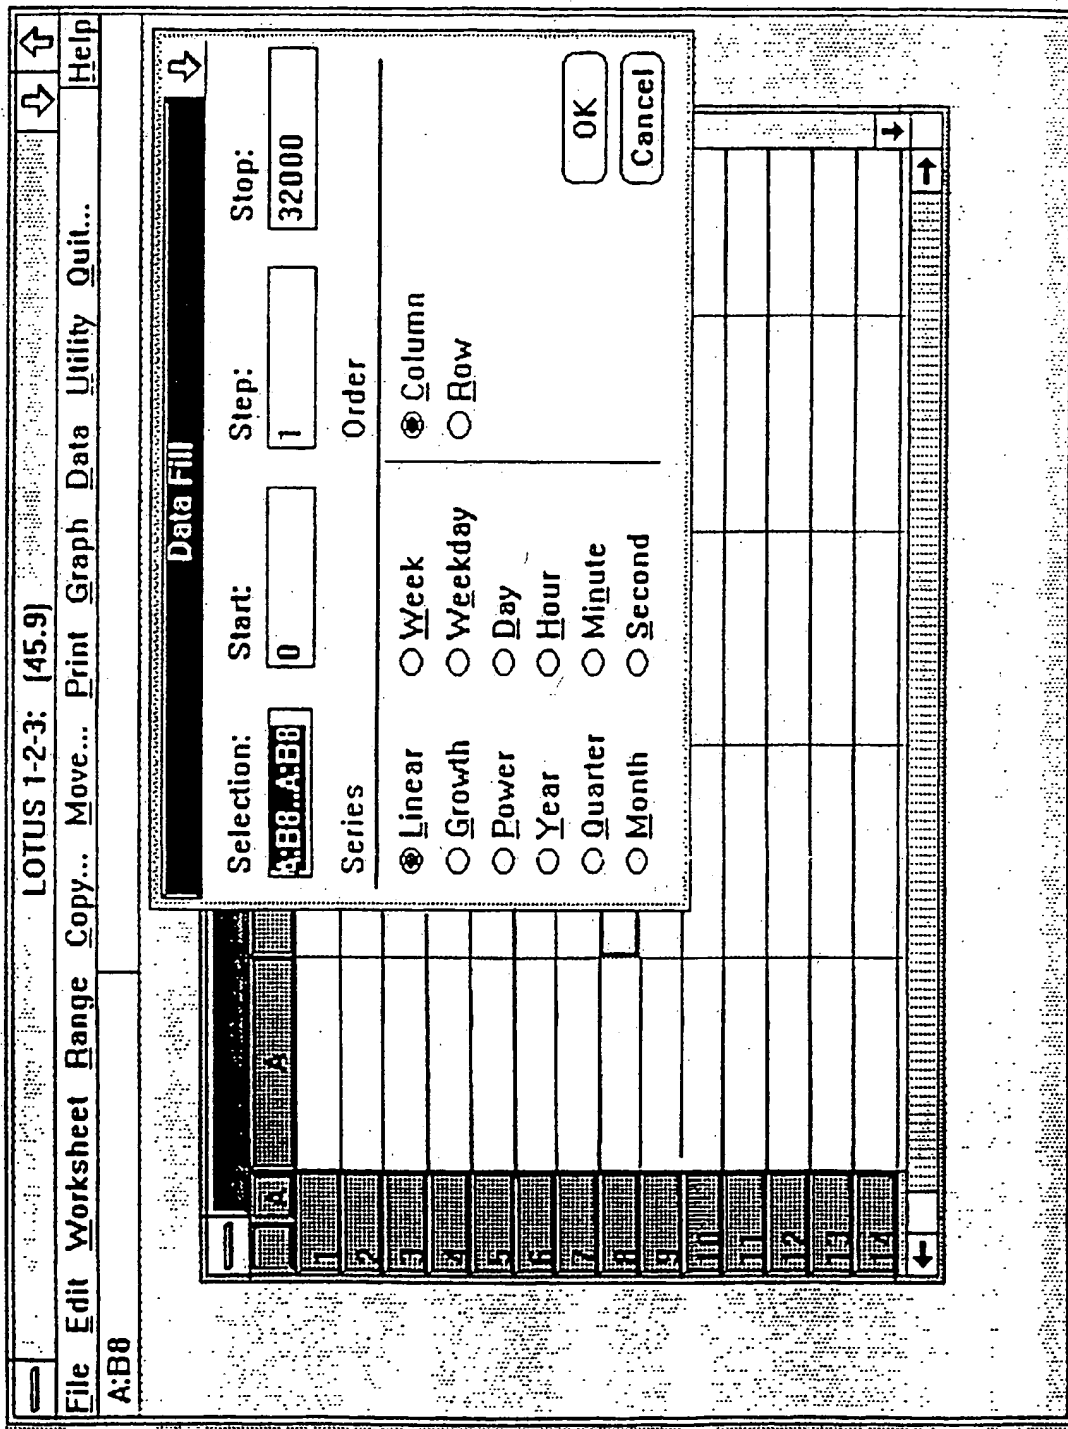 LOTUS 1-2-3: [45.9]
File Edit Worksheet Range Copy... Move... Print Graph Data Utility Quit... Help
A:B8
Data Fill
Selection: Start: Step: Stop:
A:B8..A:B8 0 1 32000
Series Order
Linear Week Column
Growth Weekday Row
Power Day
Year Hour
Quarter Minute OK
Month Second Cancel
A A
1
2
3
4
5
6
7
8
9
10
11
12
13
14